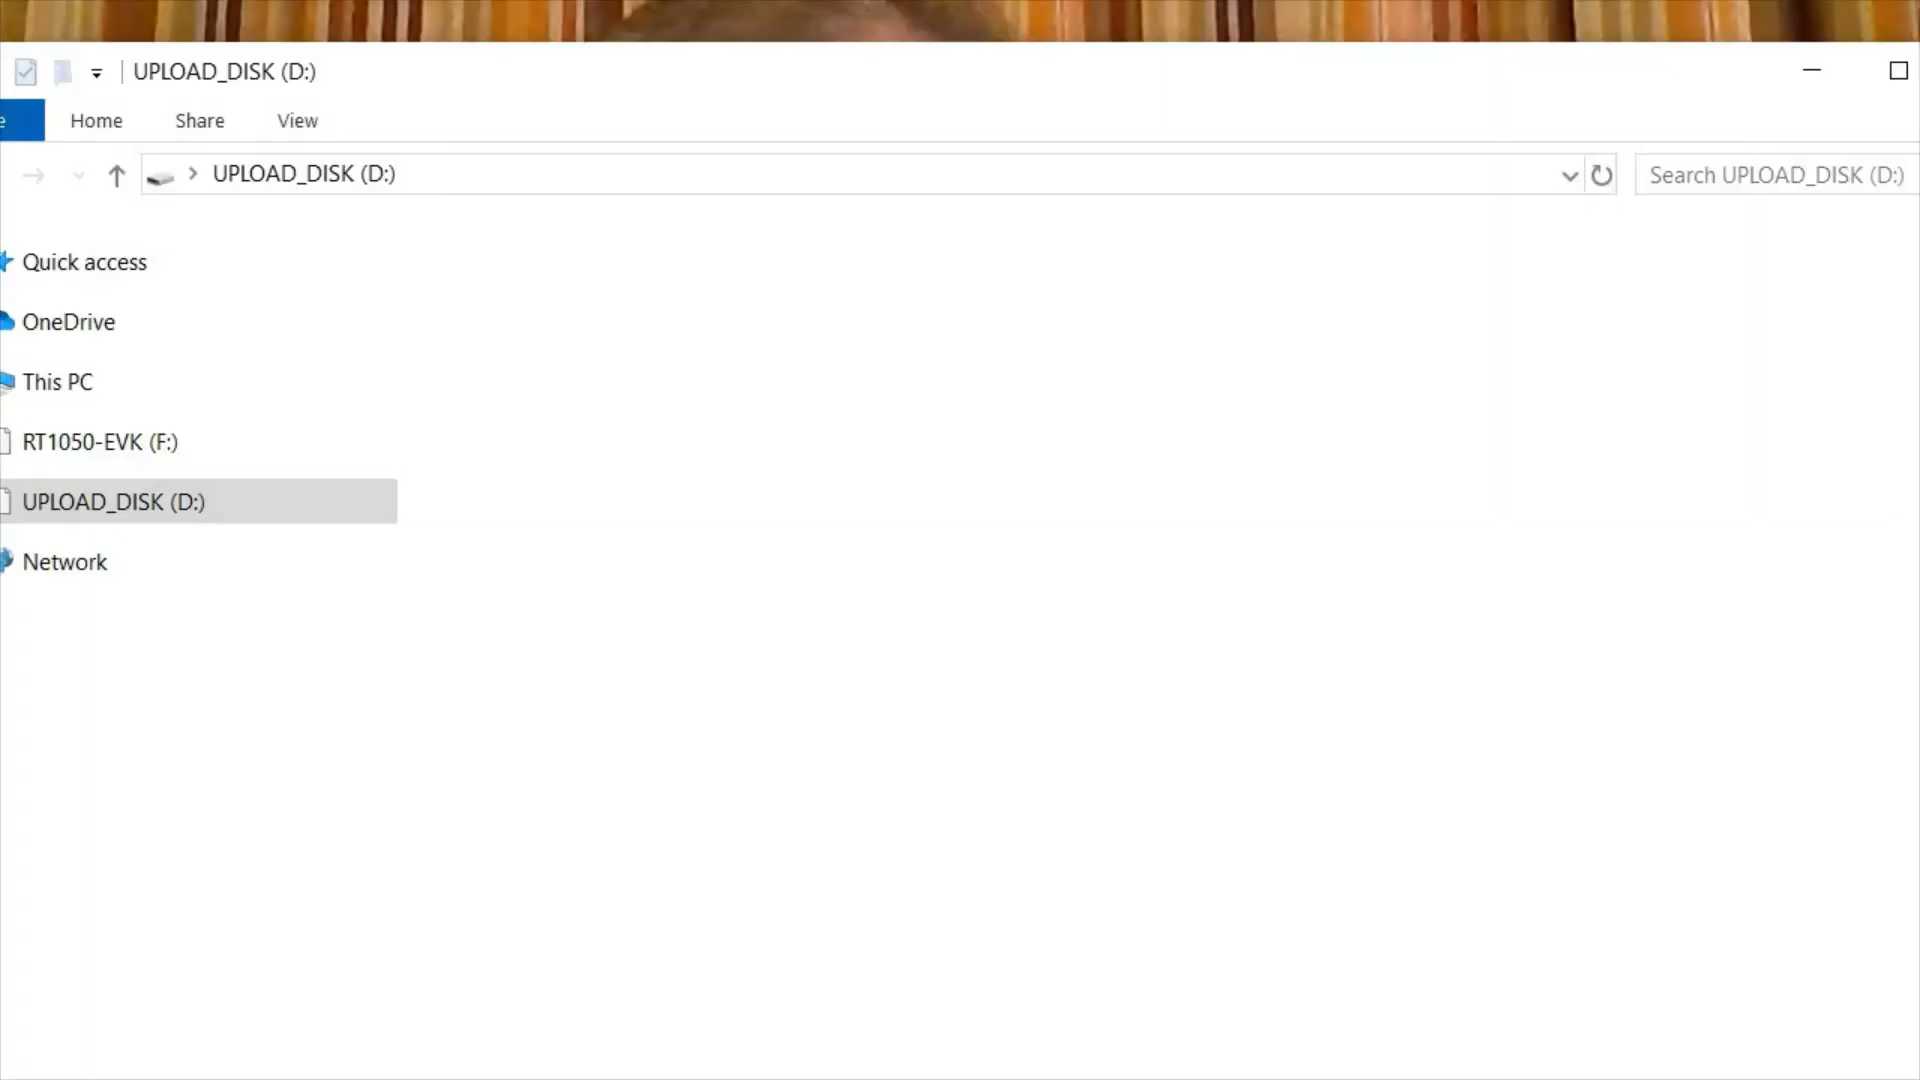 UPLOAD_DISK (D:)
Home Share View
UPLOAD_DISK (D:)
Search UPLOAD_DISK (D:)
Quick access
OneDrive
This PC
RT1050-EVK (F:)
UPLOAD_DISK (D:)
Network